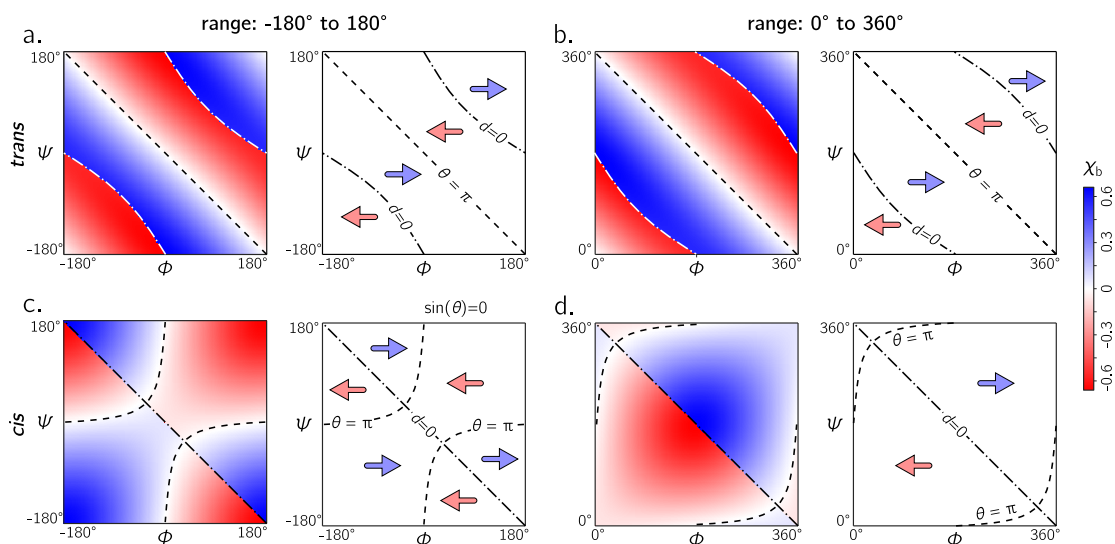 range: -180° to 180°
range: 0° to 360°
a.
b.
trans
180°
ψ
-180°
-180°
Φ
180°
180°
ψ
-180°
-180°
Φ
180°
d=0
θ = π
d=0
360°
ψ
0°
0°
Φ
360°
360°
ψ
0°
0°
Φ
360°
d=0
θ = π
d=0
χb
0.6
0.3
0
-0.3
-0.6
c.
sin(θ)=0
d.
cis
180°
ψ
-180°
-180°
Φ
180°
180°
ψ
-180°
-180°
Φ
180°
θ = π
d=0
θ = π
360°
ψ
0°
0°
Φ
360°
360°
ψ
0°
0°
Φ
360°
θ = π
d=0
θ = π